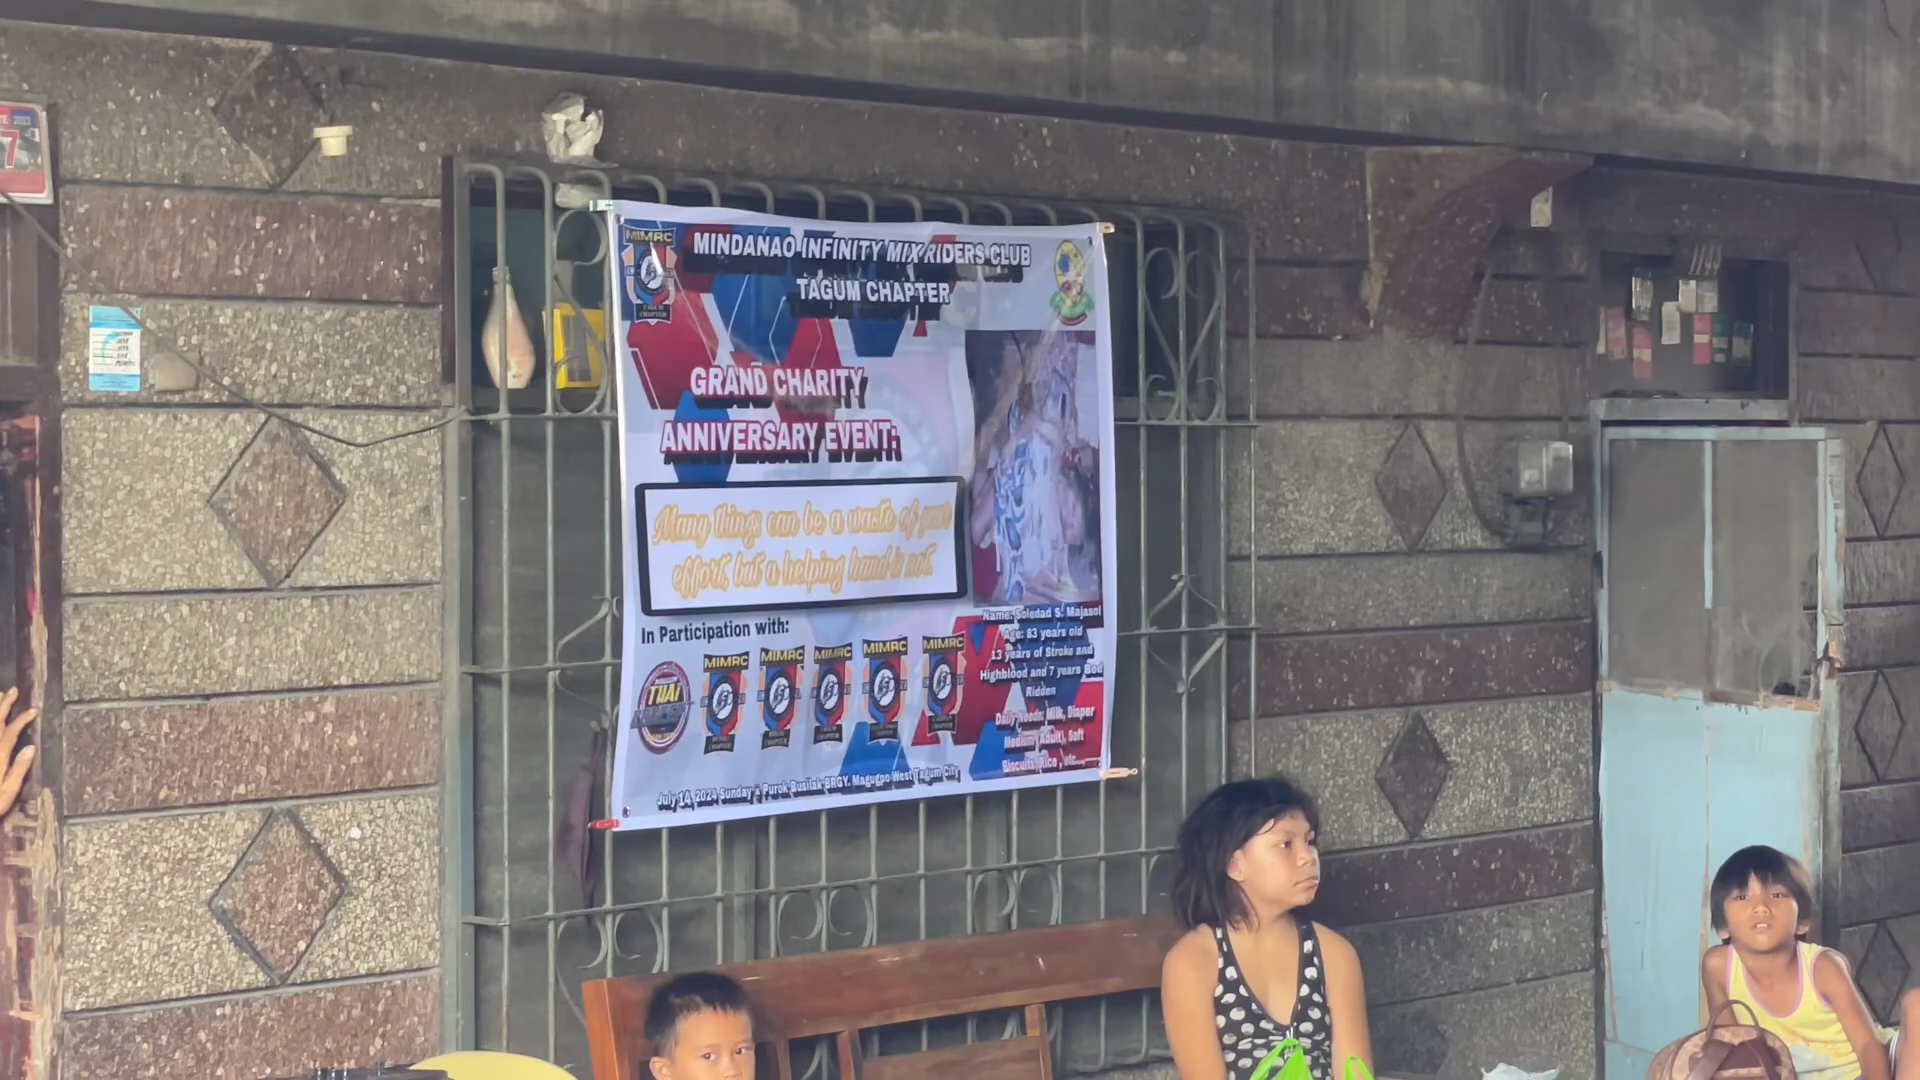 MIMRC
MINDANAO INFINITY MIX RIDERS CLUB
TAGUM CHAPTER
GRAND CHARITY
ANNIVERSARY EVENT:
Many things can be a waste of your
effort, but a helping hand is not.
In Participation with:
THAI
MIMRC
MIMRC
MIMRC
MIMRC
MIMRC
Name: Soledad S. Majasol
Age: 83 years old
13 years of Stroke and
Highblood and 7 years Bed
Ridden
Daily Needs: Milk, Diaper
Medium (Adult), Soft
Biscuits, Rice , etc......
July 14, 2024 Sunday a Purok Busilak BRGY. Magugpo West Tagum City
2022
7